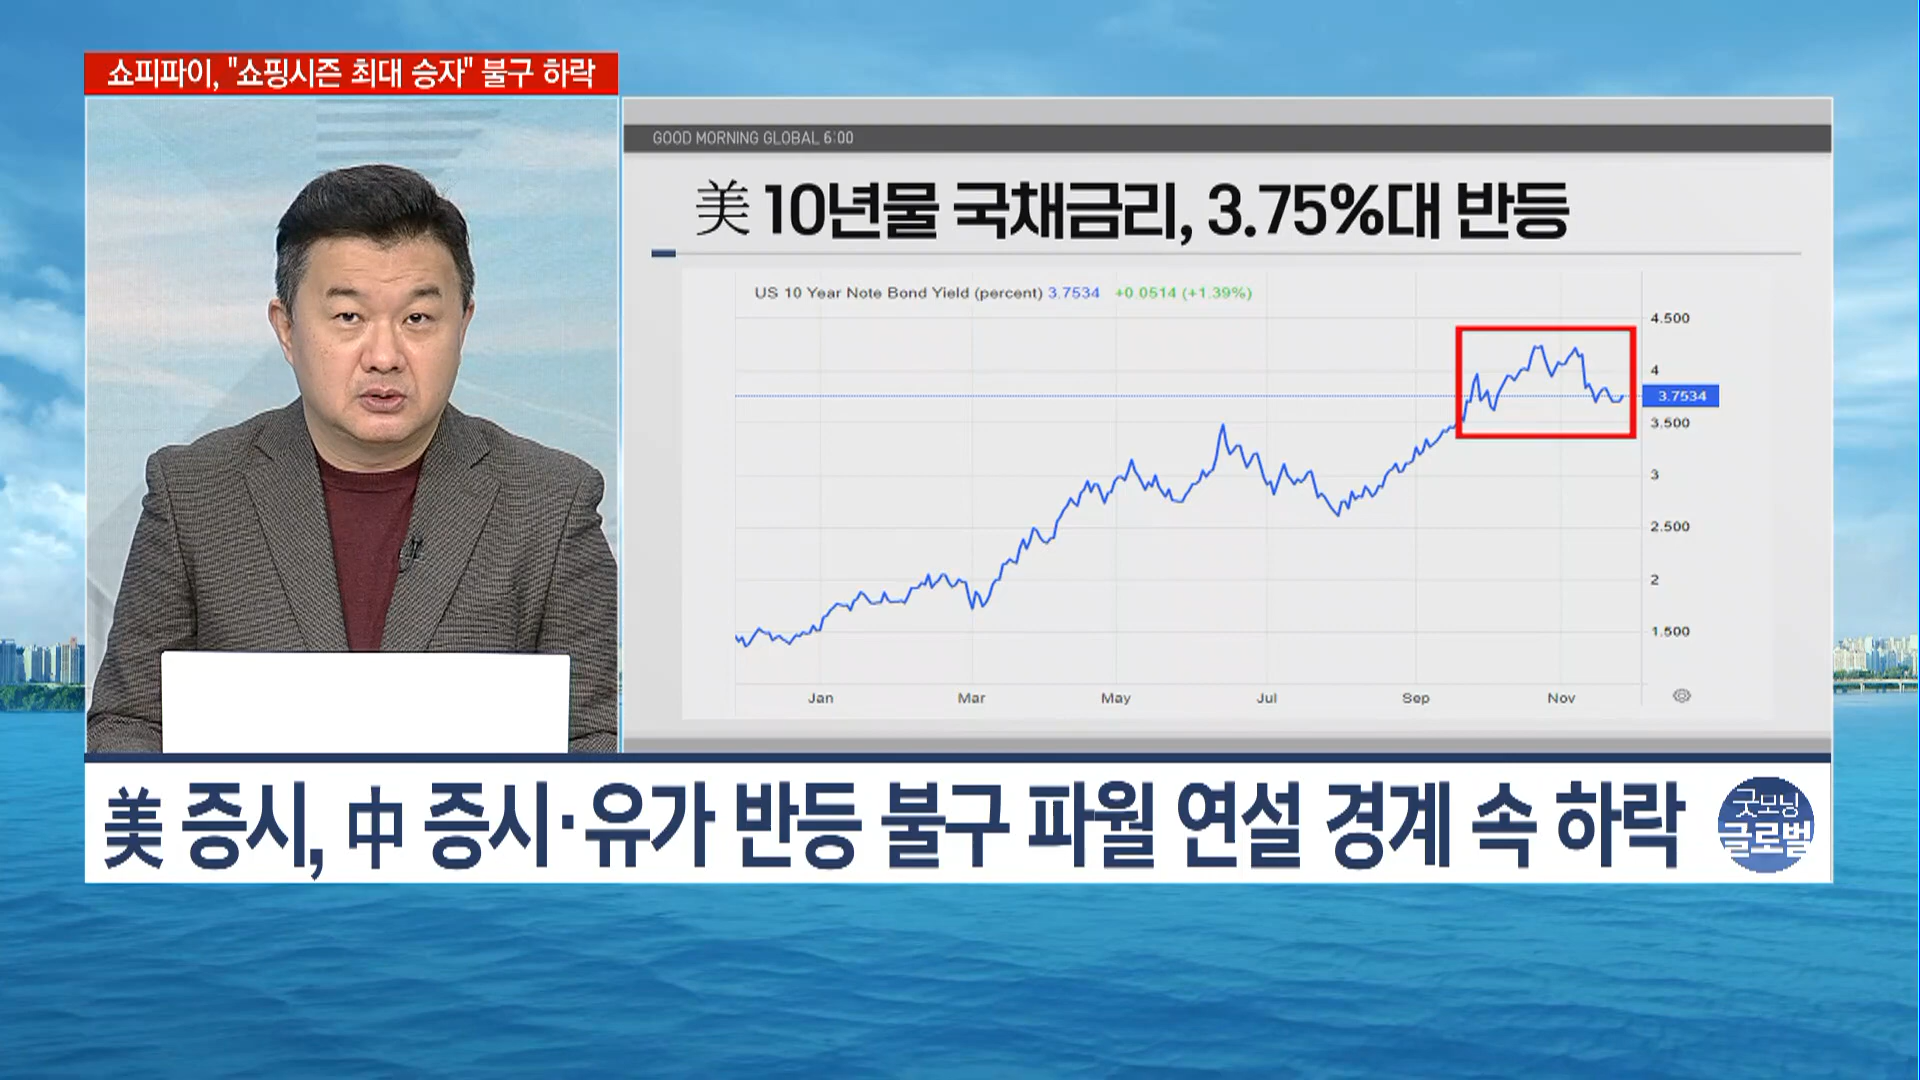 쇼피파이, "쇼핑시즌 최대 승자" 불구 하락
GOOD MORNING GLOBAL 6:00
美 10년물 국채금리, 3.75%대 반등
US 10 Year Note Bond Yield (percent) 3.7534 +0.0514 (+1.39%)
4.500
4
3.7534
3.500
3
2.500
2
1.500
Jan Mar May Jul Sep Nov
美 증시, 中 증시·유가 반등 불구 파월 연설 경계 속 하락
굿모닝
글로벌